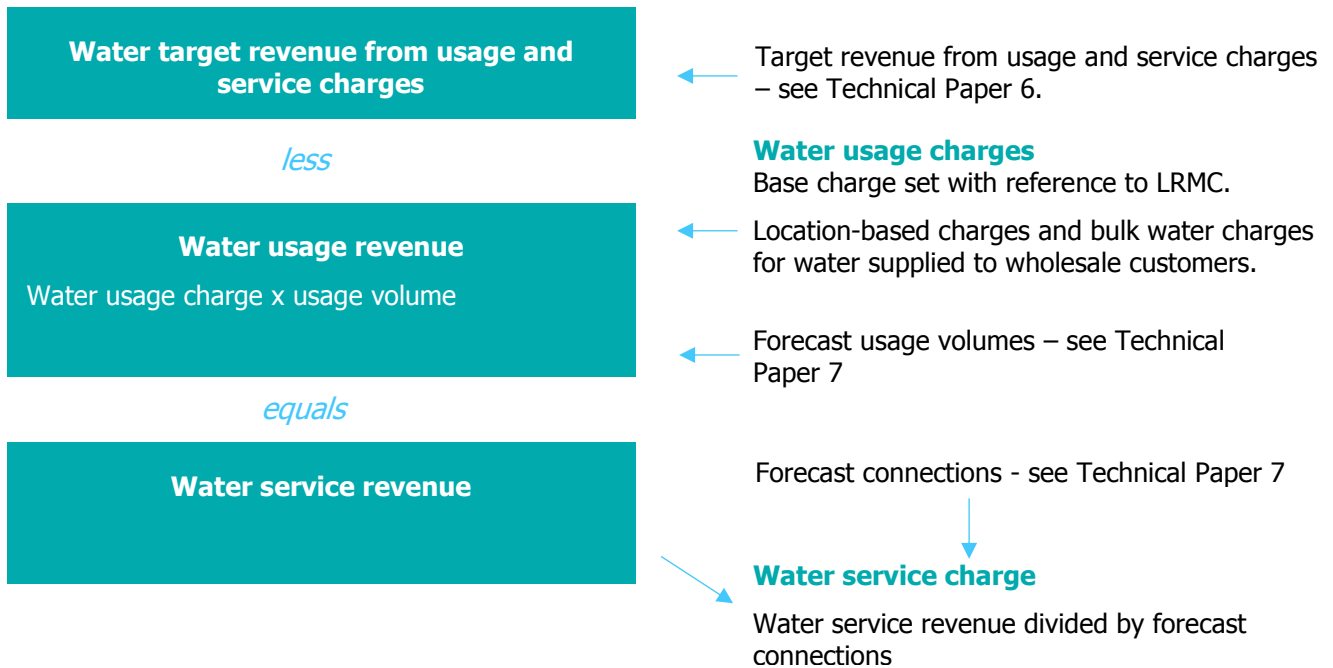 Water target revenue from usage and
service charges
Target revenue from usage and service charges
– see Technical Paper 6.
less
Water usage charges
Base charge set with reference to LRMC.
Water usage revenue
Water usage charge x usage volume
Location-based charges and bulk water charges
for water supplied to wholesale customers.
Forecast usage volumes – see Technical
Paper 7
equals
Water service revenue
Forecast connections - see Technical Paper 7
Water service charge
Water service revenue divided by forecast
connections